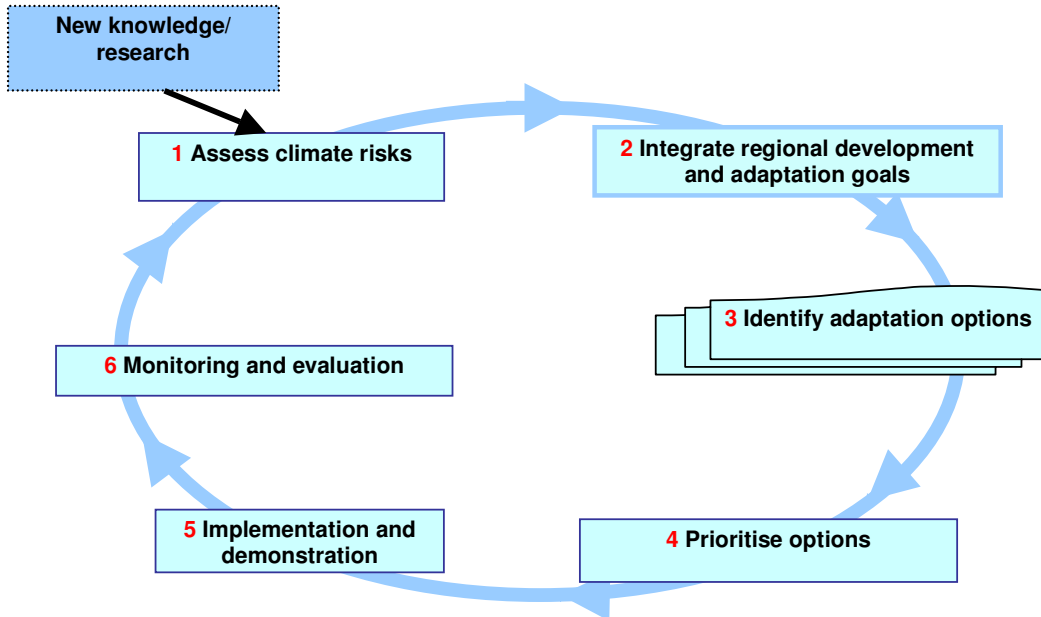 New knowledge/
research
1 Assess climate risks
2 Integrate regional development
and adaptation goals
3 Identify adaptation options
4 Prioritise options
5 Implementation and
demonstration
6 Monitoring and evaluation